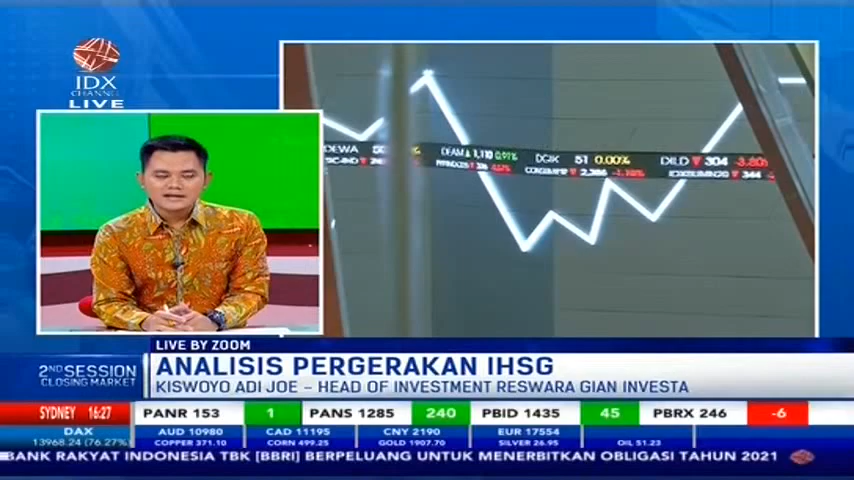 IDX
CHANNEL
LIVE
DEWA
DFAM 1,110 0.91%
DGIK 51 0.00%
DILD 304 -3.80
344
LIVE BY ZOOM
2ND SESSION
CLOSING MARKET
ANALISIS PERGERAKAN IHSG
KISWOYO ADI JOE – HEAD OF INVESTMENT RESWARA GIAN INVESTA
SYDNEY 16:27 PANR 153 1 PANS 1285 240 PBID 1435 45 PBRX 246 -6
DAX AUD 10980 CAD 11195 CNY 2190 EUR 17554
13968.24 (76.27%) COPPER 371.10 CORN 499.25 GOLD 1907.70 SILVER 26.95 OIL 51.23
BANK RAKYAT INDONESIA TBK [BBRI] BERPELUANG UNTUK MENERBITKAN OBLIGASI TAHUN 2021